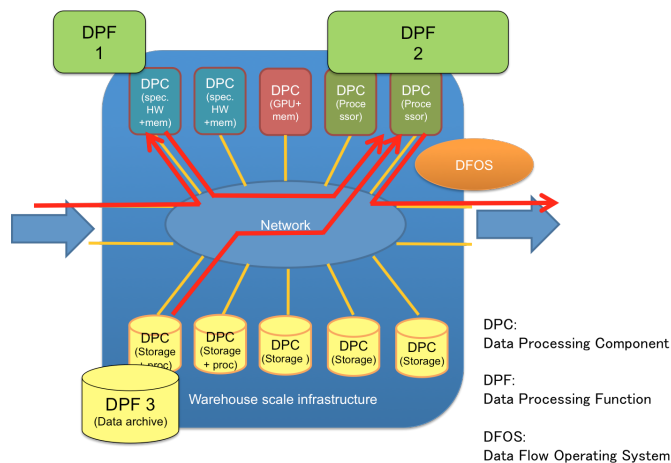 DPF
1
DPF
2
DPC
(spec.
HW
+mem)
DPC
(spec.
HW
+mem)
DPC
(GPU+
mem)
DPC
(Proce
ssor)
DPC
(Proce
ssor)
DFOS
Network
DPC
(Storage
+ proc)
DPC
(Storage
+ proc)
DPC
(Storage )
DPC
(Storage)
DPC
(Storage)
DPF 3
(Data archive)
Warehouse scale infrastructure
DPC:
Data Processing Component
DPF:
Data Processing Function
DFOS:
Data Flow Operating System